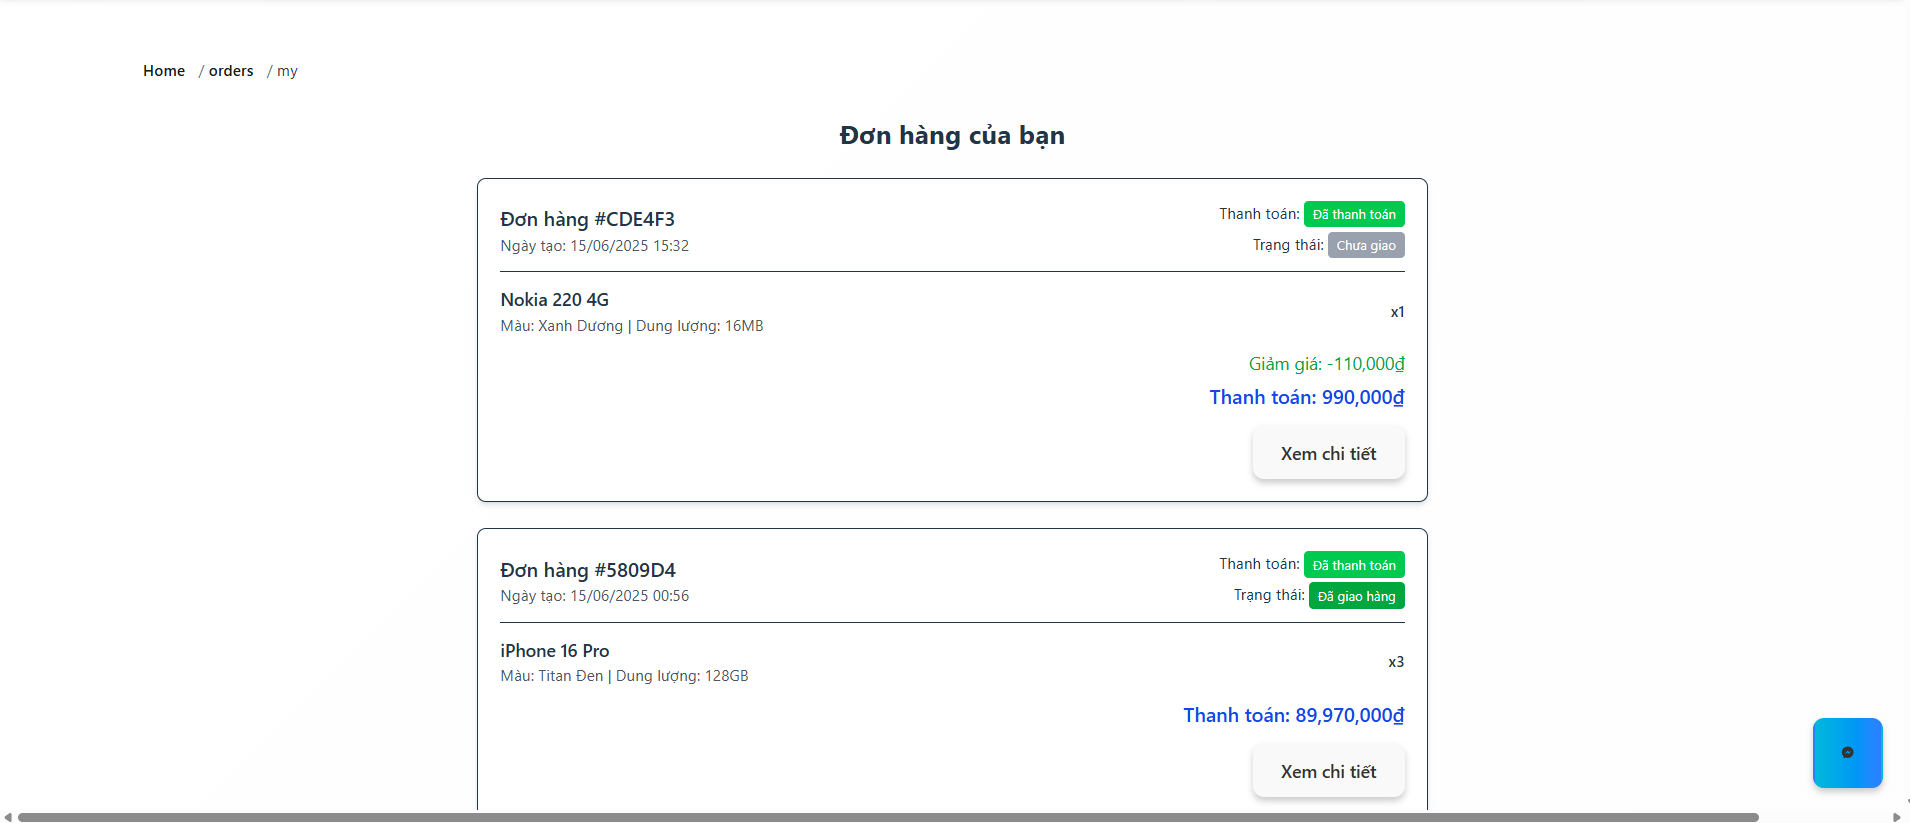 Home / orders / my
Đơn hàng của bạn
Đơn hàng #CDE4F3
Ngày tạo: 15/06/2025 15:32
Thanh toán: Đã thanh toán
Trạng thái: Chưa giao
Nokia 220 4G
Màu: Xanh Dương | Dung lượng: 16MB
x1
Giảm giá: -110,000₫
Thanh toán: 990,000₫
Xem chi tiết
Đơn hàng #5809D4
Ngày tạo: 15/06/2025 00:56
Thanh toán: Đã thanh toán
Trạng thái: Đã giao hàng
iPhone 16 Pro
Màu: Titan Đen | Dung lượng: 128GB
x3
Thanh toán: 89,970,000₫
Xem chi tiết